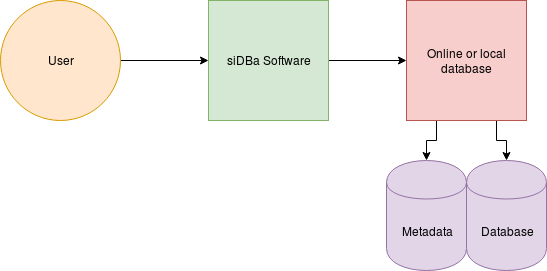 User
siDBa Software
Online or local
database
Metadata
Database